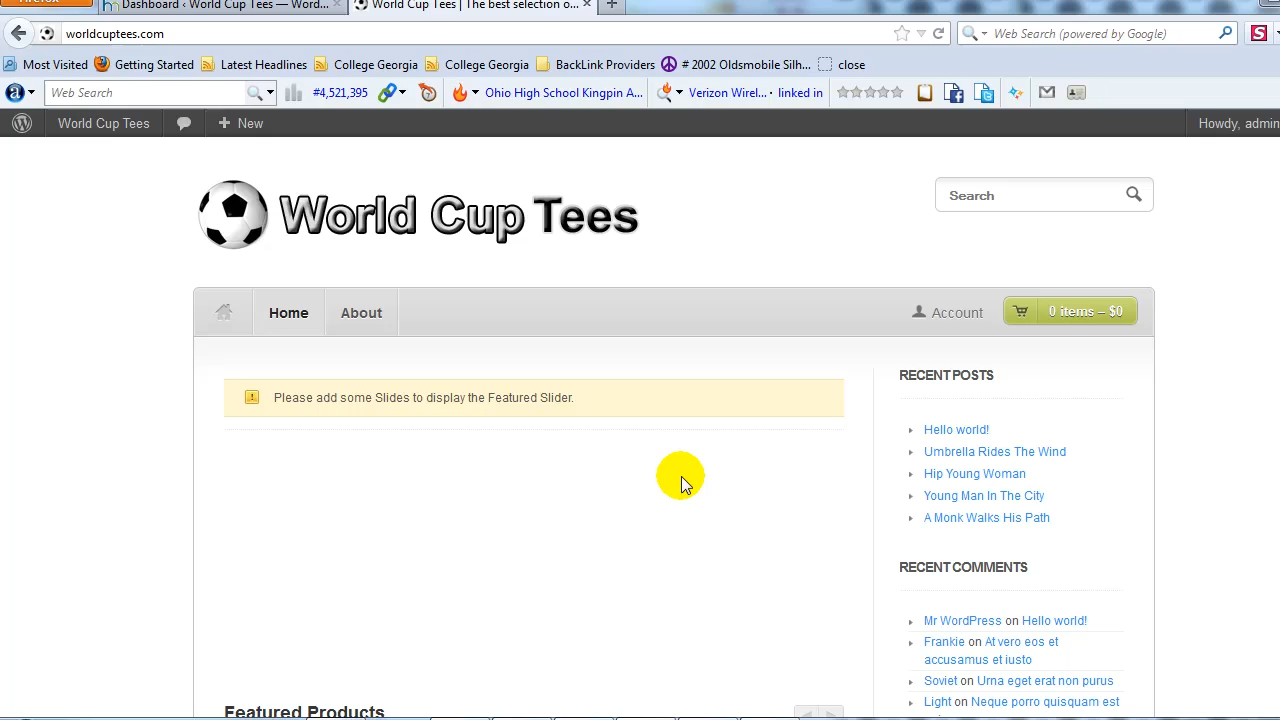 Firefox
Dashboard ‹ World Cup Tees — Word...
World Cup Tees | The best selection o...
worldcuptees.com
Web Search (powered by Google)
Most Visited
Getting Started
Latest Headlines
College Georgia
College Georgia
BackLink Providers
# 2002 Oldsmobile Silh...
close
Web Search
#4,521,395
Ohio High School Kingpin A...
Verizon Wirel...
linked in
World Cup Tees
New
Howdy, admin
World Cup Tees
Search
Home
About
Account
0 items – $0
Please add some Slides to display the Featured Slider.
Featured Products
RECENT POSTS
Hello world!
Umbrella Rides The Wind
Hip Young Woman
Young Man In The City
A Monk Walks His Path
RECENT COMMENTS
Mr WordPress on Hello world!
Frankie on At vero eos et
accusamus et iusto
Soviet on Urna eget erat non purus
Light on Neque porro quisquam est